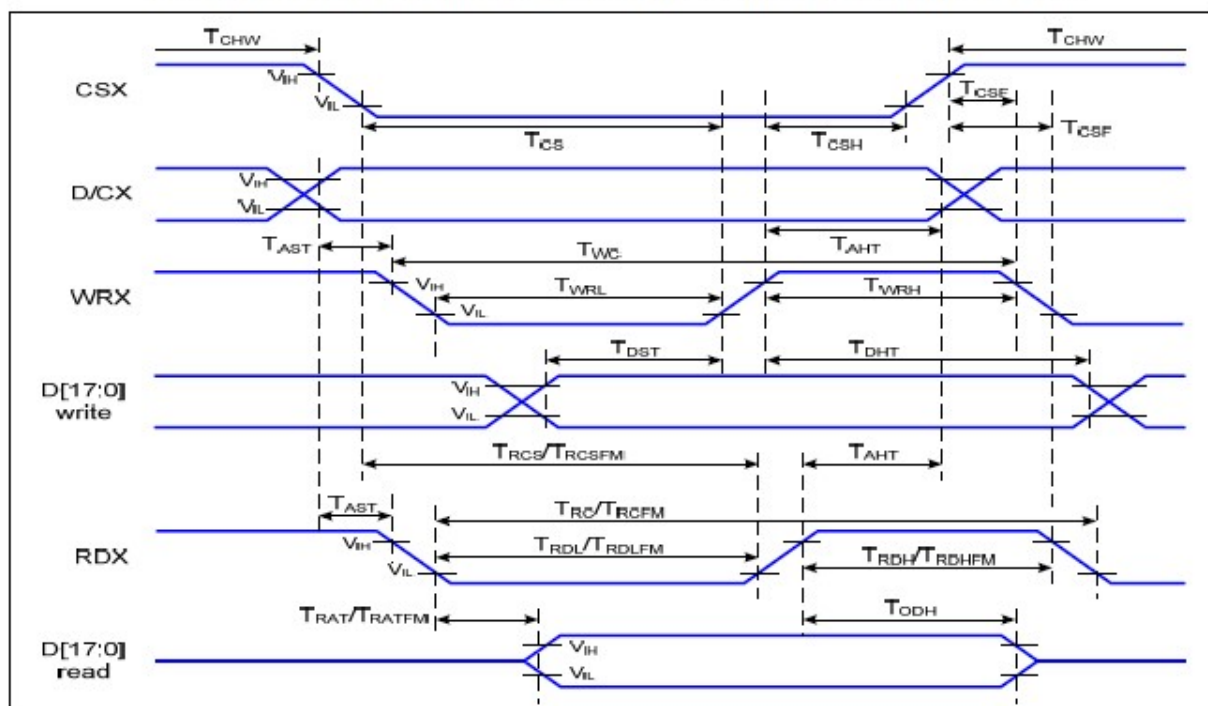 TCHW TCHW
CSX
VIH
VIL
TCSF
TCS TCSH TCSF
D/CX
VIH
VIL
TAST TWC TAHT
WRX
VIH TWRL TWRH
VIL
TDST TDHT
D[17:0]
write
VIH
VIL
TRCS/TRCSFM TAHT
TAST TRC/TRCFM
RDX
VIH TRDL/TRDLFM
VIL TRDH/TRDHFM
TRAT/TRATFM TODH
D[17:0]
read
VIH
VIL